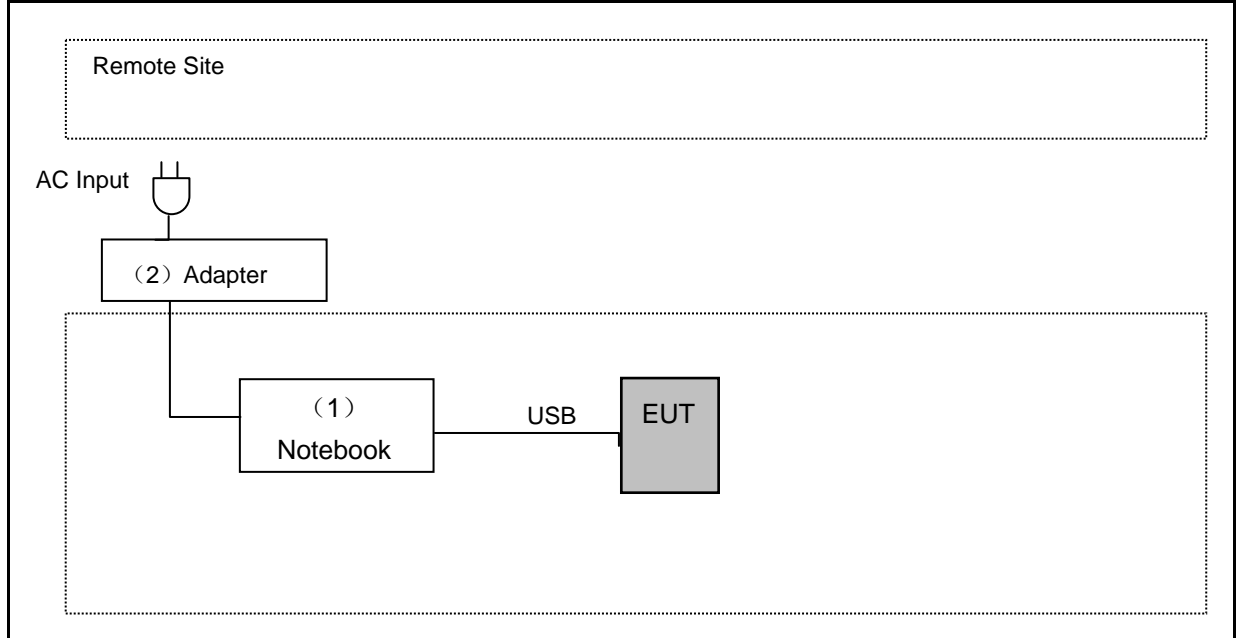 Remote Site
AC Input
（2）Adapter
（1）
Notebook
USB
EUT